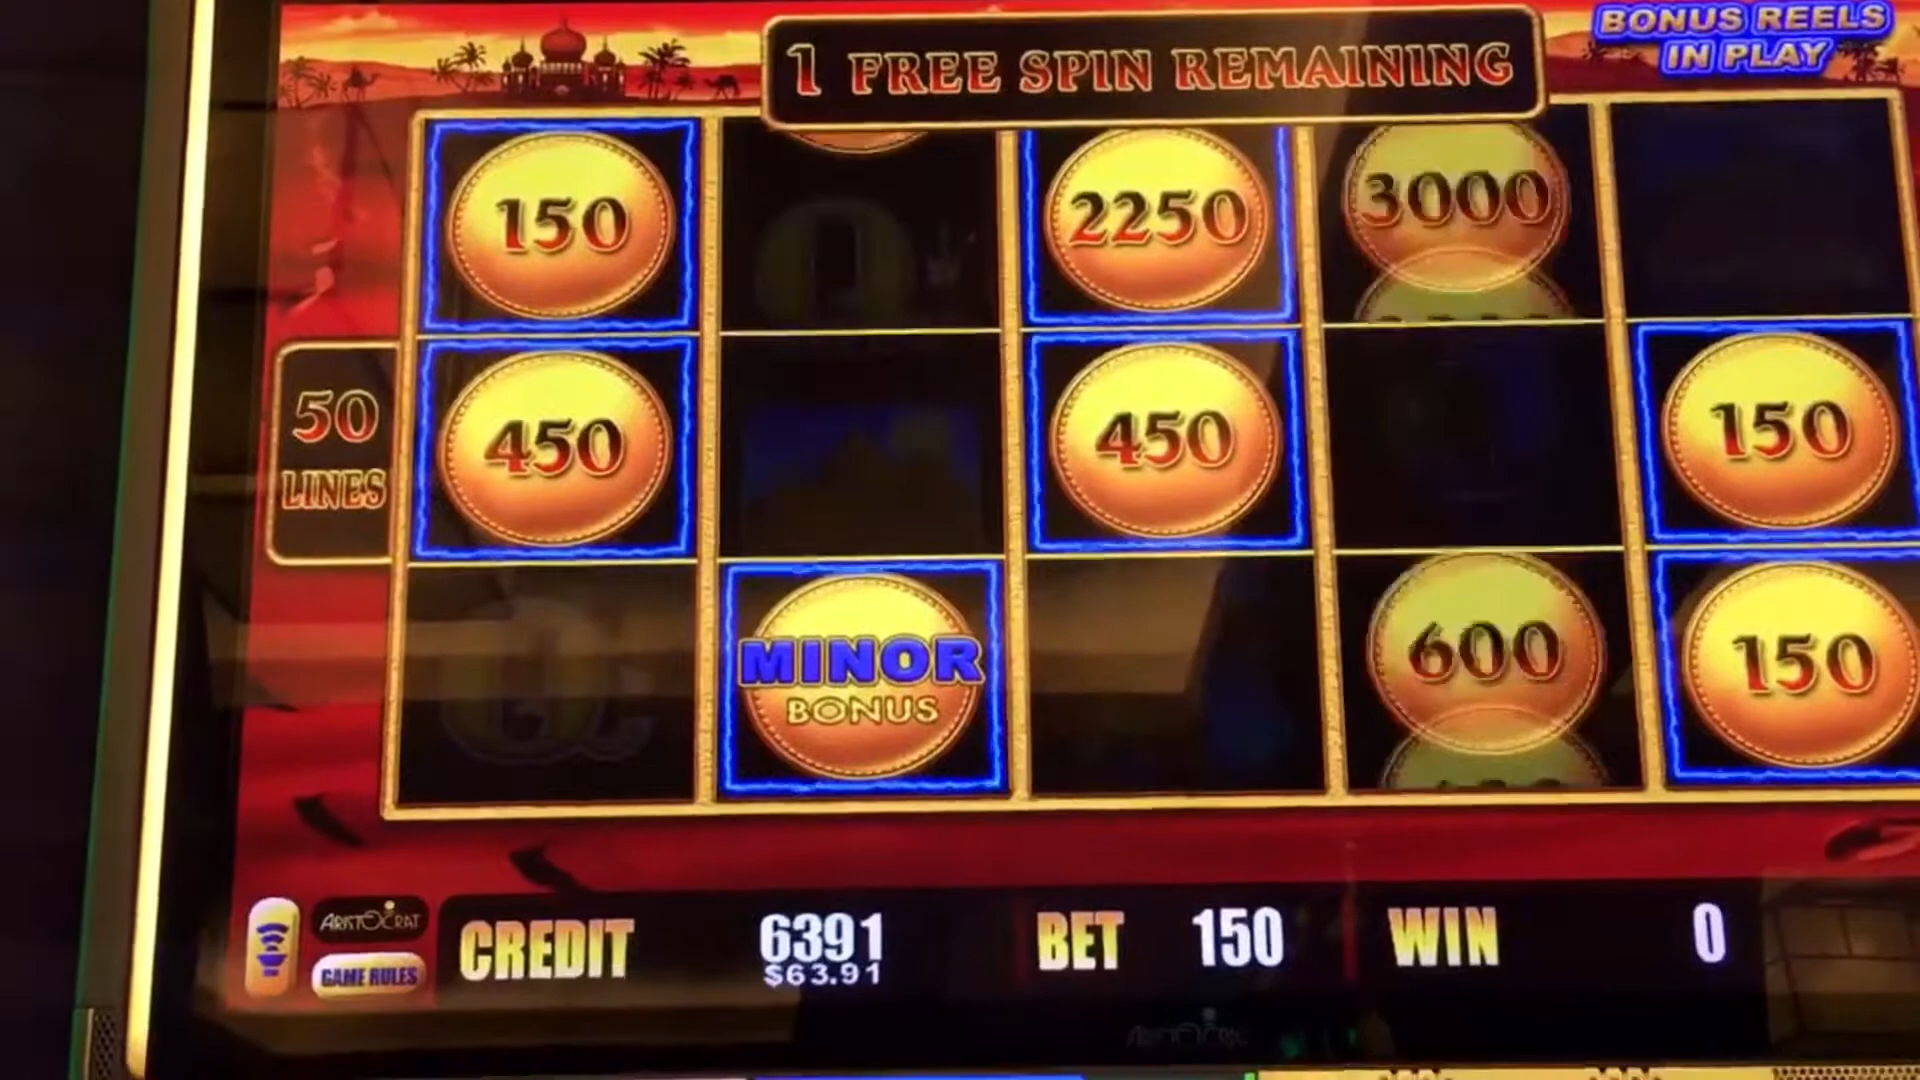 1 FREE SPIN REMAINING
BONUS REELS
IN PLAY
150
2250
3000
50
LINES
450
450
150
MINOR
BONUS
600
150
ARISTOCRAT
GAME RULES
CREDIT
6391
$63.91
BET
150
WIN
0